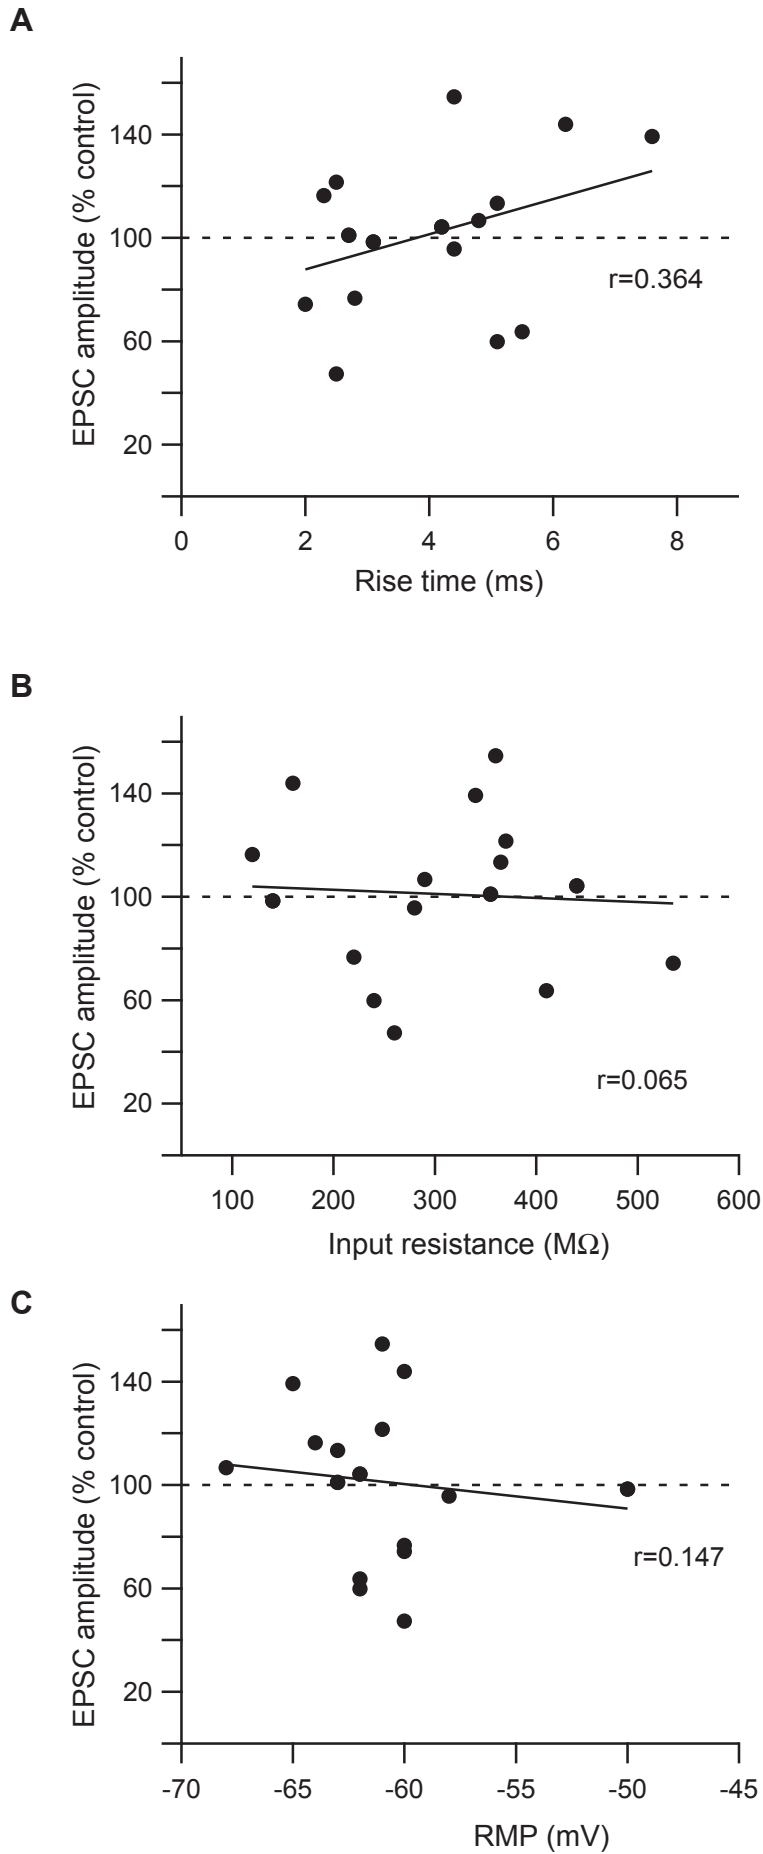 A
EPSC amplitude (% control)
140
100
60
20
r=0.364
0 2 4 6 8
Rise time (ms)
B
EPSC amplitude (% control)
140
100
60
20
r=0.065
100 200 300 400 500 600
Input resistance (MΩ)
C
EPSC amplitude (% control)
140
100
60
20
r=0.147
-70 -65 -60 -55 -50 -45
RMP (mV)